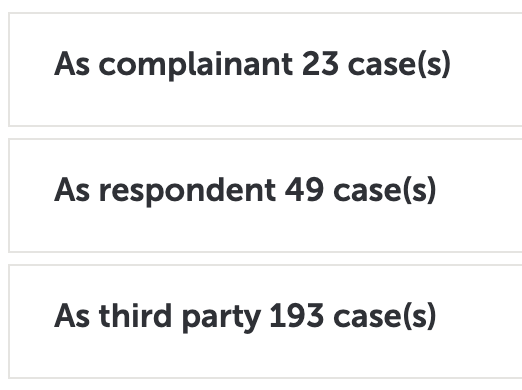 As complainant 23 case(s)
As respondent 49 case(s)
As third party 193 case(s)